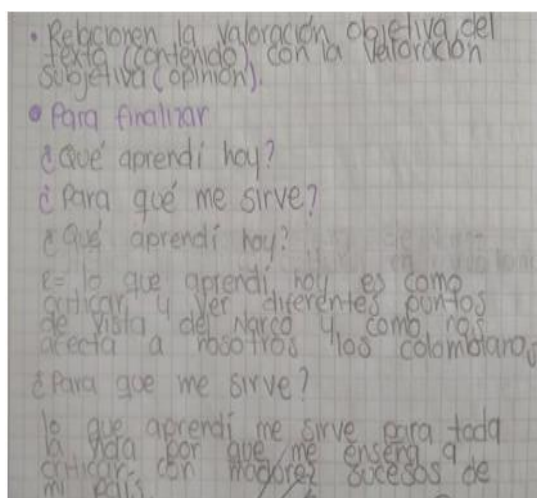 • Relacionen la valoración objetiva del
texto (contenido), con la valoración
subjetiva (opinión).
• Para finalizar
¿Qué aprendí hoy?
¿Para qué me sirve?
¿Qué aprendí hoy?
R= lo que aprendí hoy es como
criticar y ver diferentes puntos
de vista del Narco y como nos
afecta a nosotros los colombianos
¿Para que me sirve?
lo que aprendí me sirve para toda
la vida por que me enseña a
criticar con mayores sucesos de
mi país